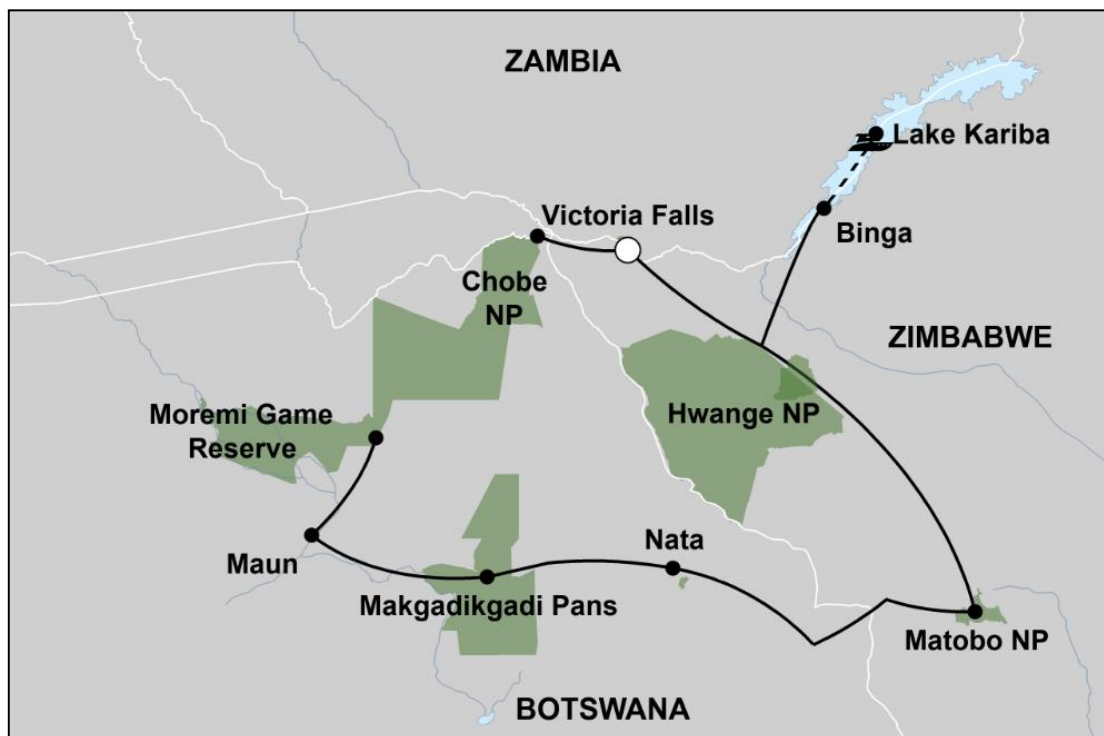 ZAMBIA
Lake Kariba
Victoria Falls
Binga
Chobe
NP
ZIMBABWE
Moremi Game
Reserve
Hwange NP
Maun
Nata
Makgadikgadi Pans
Matobo NP
BOTSWANA